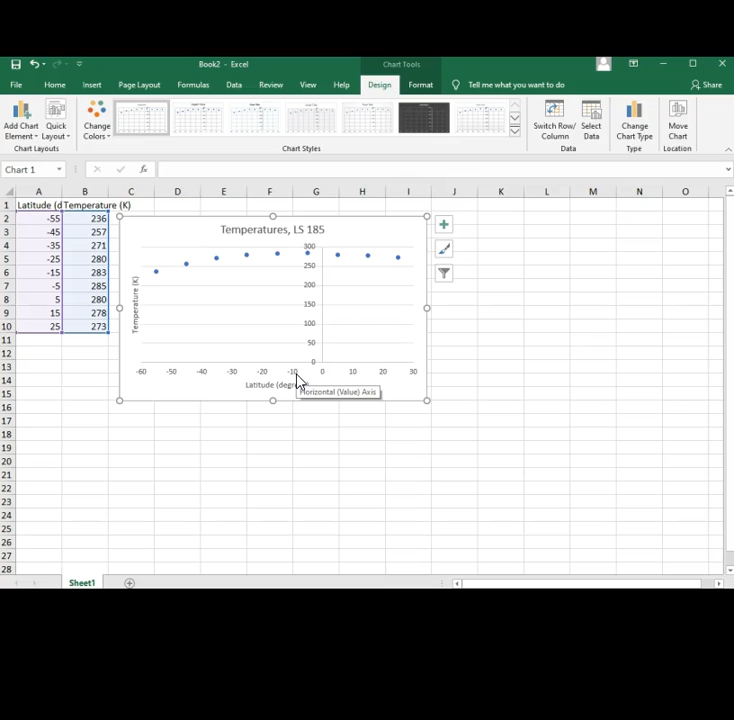 Book2 - Excel
Chart Tools
File Home Insert Page Layout Formulas Data Review View Help Design Format Tell me what you want to do Share
Add Chart Element Quick Layout Change Colors Switch Row/ Column Select Data Change Chart Type Move Chart
Chart Layouts Chart Styles Data Type Location
Chart 1 fx
A B C D E F G H I J K L M N O
1 Latitude (d Temperature (K)
2 -55 236
3 -45 257
4 -35 271
5 -25 280
6 -15 283
7 -5 285
8 5 280
9 15 278
10 25 273
11
12
13
14
15
16
17
18
19
20
21
22
23
24
25
26
27
28
Temperatures, LS 185
300
250
200
150
100
50
0
Temperature (K)
-60 -50 -40 -30 -20 -10 0 10 20 30
Latitude (degre
Horizontal (Value) Axis
Sheet1